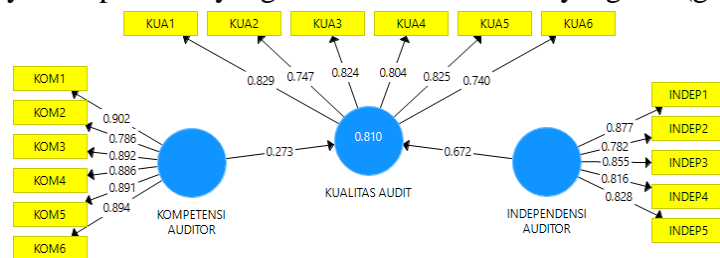 KUA1 KUA2 KUA3 KUA4 KUA5 KUA6
0.829 0.747 0.824 0.804 0.825 0.740
KOM1
KOM2
KOM3
KOM4
KOM5
KOM6
0.902
0.786
0.892
0.886
0.891
0.894
KOMPETENSI
AUDITOR
0.273
0.810
KUALITAS AUDIT
0.672
INDEPENDENSI
AUDITOR
0.877
0.782
0.855
0.816
0.828
INDEP1
INDEP2
INDEP3
INDEP4
INDEP5